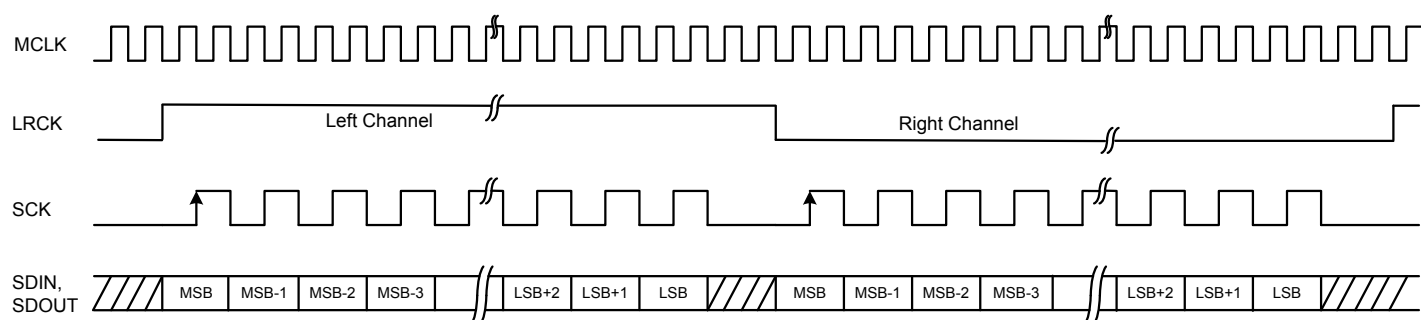 MCLK
LRCK Left Channel Right Channel
SCK
SDIN,
SDOUT
MSB MSB-1 MSB-2 MSB-3 LSB+2 LSB+1 LSB MSB MSB-1 MSB-2 MSB-3 LSB+2 LSB+1 LSB